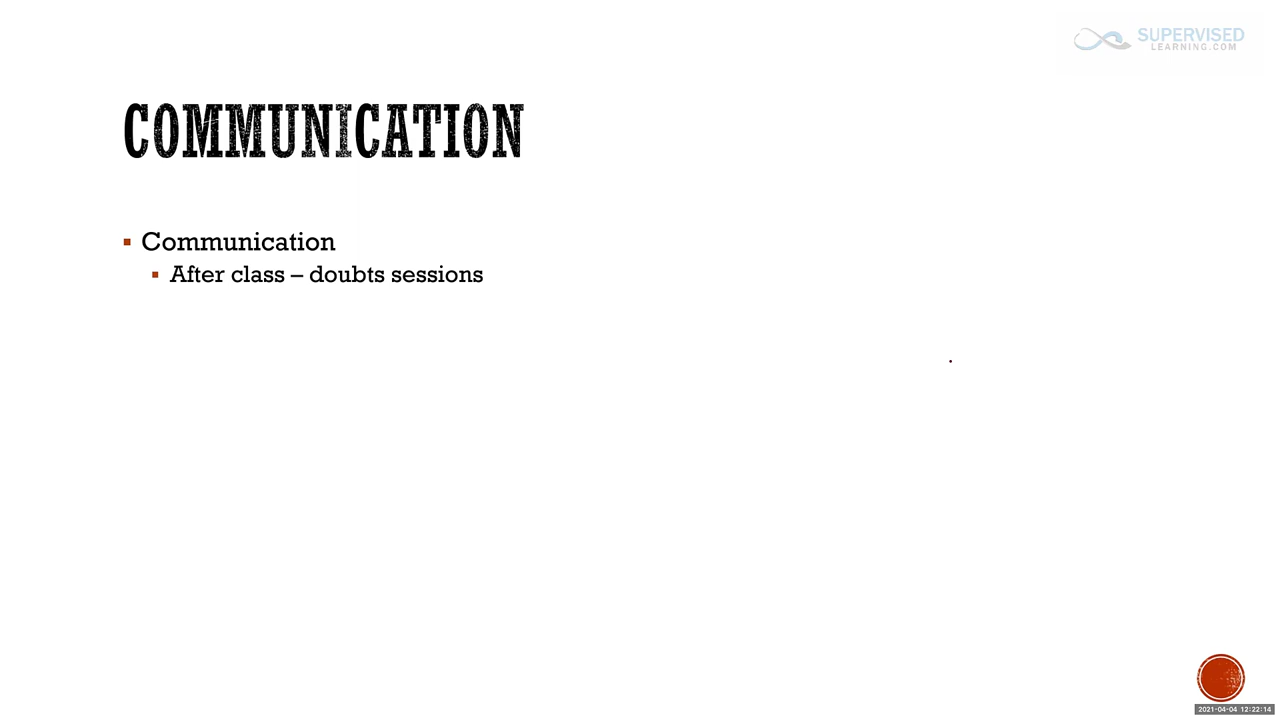 SUPERVISED
LEARNING.COM
COMMUNICATION
Communication
After class – doubts sessions
2021-04-04 12:22:14